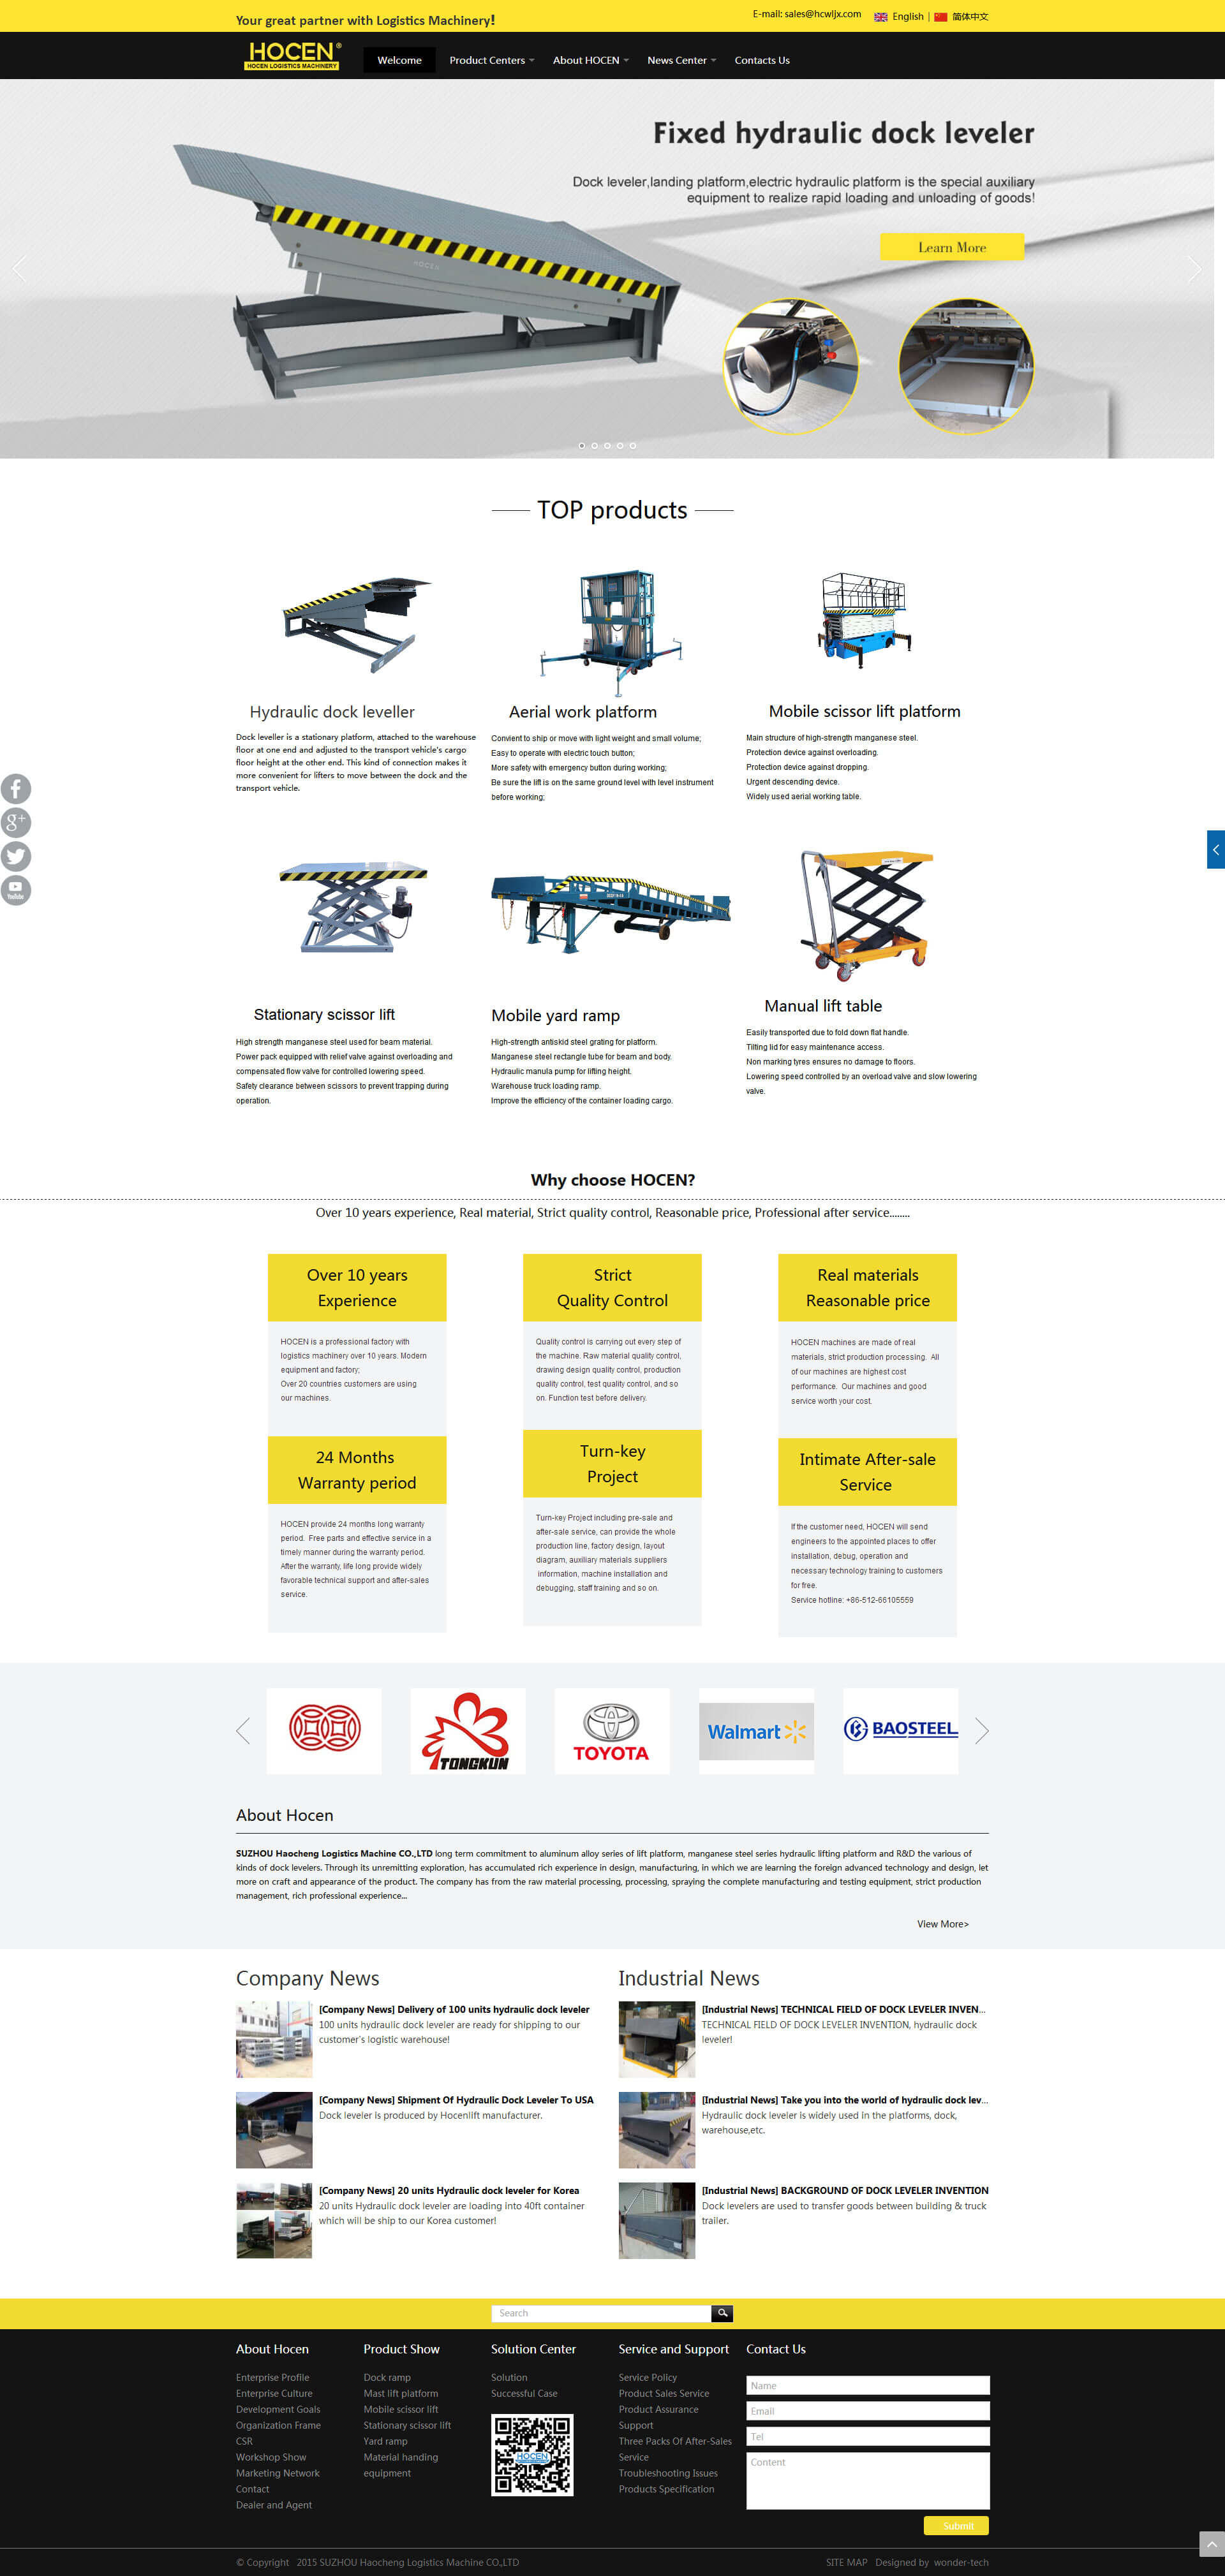 Your great partner with Logistics Machinery!
E-mail: sales@hcwljx.com
English | 简体中文
HOCEN®
HOCEN LOGISTICS MACHINERY
Welcome
Product Centers
About HOCEN
News Center
Contacts Us
Fixed hydraulic dock leveler
Dock leveler,landing platform,electric hydraulic platform is the special auxiliary
equipment to realize rapid loading and unloading of goods!
Learn More
HOCEN
TOP products
Hydraulic dock leveller
Dock leveller is a stationary platform, attached to the warehouse
floor at one end and adjusted to the transport vehicle's cargo
floor height at the other end. This kind of connection makes it
more convenient for lifters to move between the dock and the
transport vehicle.
Aerial work platform
Convient to ship or move with light weight and small volume;
Easy to operate with electric touch button;
More safety with emergency button during working;
Be sure the lift is on the same ground level with level instrument
before working;
Mobile scissor lift platform
Main structure of high-strength manganese steel.
Protection device against overloading.
Protection device against dropping.
Urgent descending device.
Widely used aerial working table.
YouTube
Stationary scissor lift
High strength manganese steel used for beam material.
Power pack equipped with relief valve against overloading and
compensated flow valve for controlled lowering speed.
Safety clearance between scissors to prevent trapping during
operation.
Mobile yard ramp
High-strength antiskid steel grating for platform.
Manganese steel rectangle tube for beam and body.
Hydraulic manula pump for lifting height.
Warehouse truck loading ramp.
Improve the efficiency of the container loading cargo.
Manual lift table
Easily transported due to fold down flat handle.
Tilting lid for easy maintenance access.
Non marking tyres ensures no damage to floors.
Lowering speed controlled by an overload valve and slow lowering
valve.
Why choose HOCEN?
Over 10 years experience, Real material, Strict quality control, Reasonable price, Professional after service........
Over 10 years
Experience
HOCEN is a professional factory with
logistics machinery over 10 years. Modern
equipment and factory;
Over 20 countries customers are using
our machines.
Strict
Quality Control
Quality control is carrying out every step of
the machine. Raw material quality control,
drawing design quality control, production
quality control, test quality control, and so
on. Function test before delivery.
Real materials
Reasonable price
HOCEN machines are made of real
materials, strict production processing. All
of our machines are highest cost
performance. Our machines and good
service worth your cost.
24 Months
Warranty period
HOCEN provide 24 months long warranty
period. Free parts and effective service in a
timely manner during the warranty period.
After the warranty, life long provide widely
favorable technical support and after-sales
service.
Turn-key
Project
Turn-key Project including pre-sale and
after-sale service, can provide the whole
production line, factory design, layout
diagram, auxiliary materials suppliers
information, machine installation and
debugging, staff training and so on.
Intimate After-sale
Service
If the customer need, HOCEN will send
engineers to the appointed places to offer
installation, debug, operation and
necessary technology training to customers
for free.
Service hotline: +86-512-66105559
TONGKUN
TOYOTA
Walmart
BAOSTEEL
About Hocen
SUZHOU Haocheng Logistics Machine CO.,LTD long term commitment to aluminum alloy series of lift platform, manganese steel series hydraulic lifting platform and R&D the various of
kinds of dock levelers. Through its unremitting exploration, has accumulated rich experience in design, manufacturing, in which we are learning the foreign advanced technology and design, let
more on craft and appearance of the product. The company has from the raw material processing, processing, spraying the complete manufacturing and testing equipment, strict production
management, rich professional experience...
View More>
Company News
[Company News] Delivery of 100 units hydraulic dock leveler
100 units hydraulic dock leveler are ready for shipping to our
customer's logistic warehouse!
[Company News] Shipment Of Hydraulic Dock Leveler To USA
Dock leveler is produced by Hocenlift manufacturer.
[Company News] 20 units Hydraulic dock leveler for Korea
20 units Hydraulic dock leveler are loading into 40ft container
which will be ship to our Korea customer!
Industrial News
[Industrial News] TECHNICAL FIELD OF DOCK LEVELER INVEN...
TECHNICAL FIELD OF DOCK LEVELER INVENTION, hydraulic dock
leveler!
[Industrial News] Take you into the world of hydraulic dock lev...
Hydraulic dock leveler is widely used in the platforms, dock,
warehouse,etc.
[Industrial News] BACKGROUND OF DOCK LEVELER INVENTION
Dock levelers are used to transfer goods between building & truck
trailer.
Search
About Hocen
Enterprise Profile
Enterprise Culture
Development Goals
Organization Frame
CSR
Workshop Show
Marketing Network
Contact
Dealer and Agent
Product Show
Dock ramp
Mast lift platform
Mobile scissor lift
Stationary scissor lift
Yard ramp
Material handing
equipment
Solution Center
Solution
Successful Case
HOCEN
Service and Support
Service Policy
Product Sales Service
Product Assurance
Support
Three Packs Of After-Sales
Service
Troubleshooting Issues
Products Specification
Contact Us
Name
Email
Tel
Content
Submit
© Copyright 2015 SUZHOU Haocheng Logistics Machine CO.,LTD
SITE MAP Designed by wonder-tech